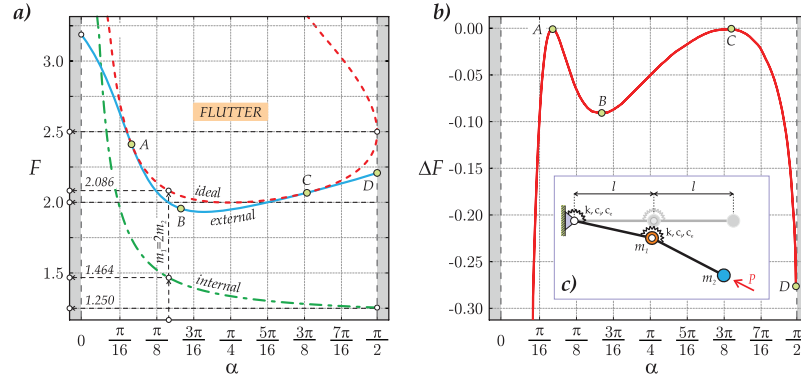 a)
F
3.0
2.5
2.086
2.0
1.5
1.464
1.250
FLUTTER
A
B
C
D
ideal
external
internal
m₁=2m₂
0 π/16 π/8 3π/16 π/4 5π/16 3π/8 7π/16 π/2
α
b)
ΔF
0.00
−0.05
−0.10
−0.15
−0.20
−0.25
−0.30
A
B
C
D
l l
k, cᵢ, cₑ
k, cᵢ, cₑ
m₁
m₂
P
c)
0 π/16 π/8 3π/16 π/4 5π/16 3π/8 7π/16 π/2
α